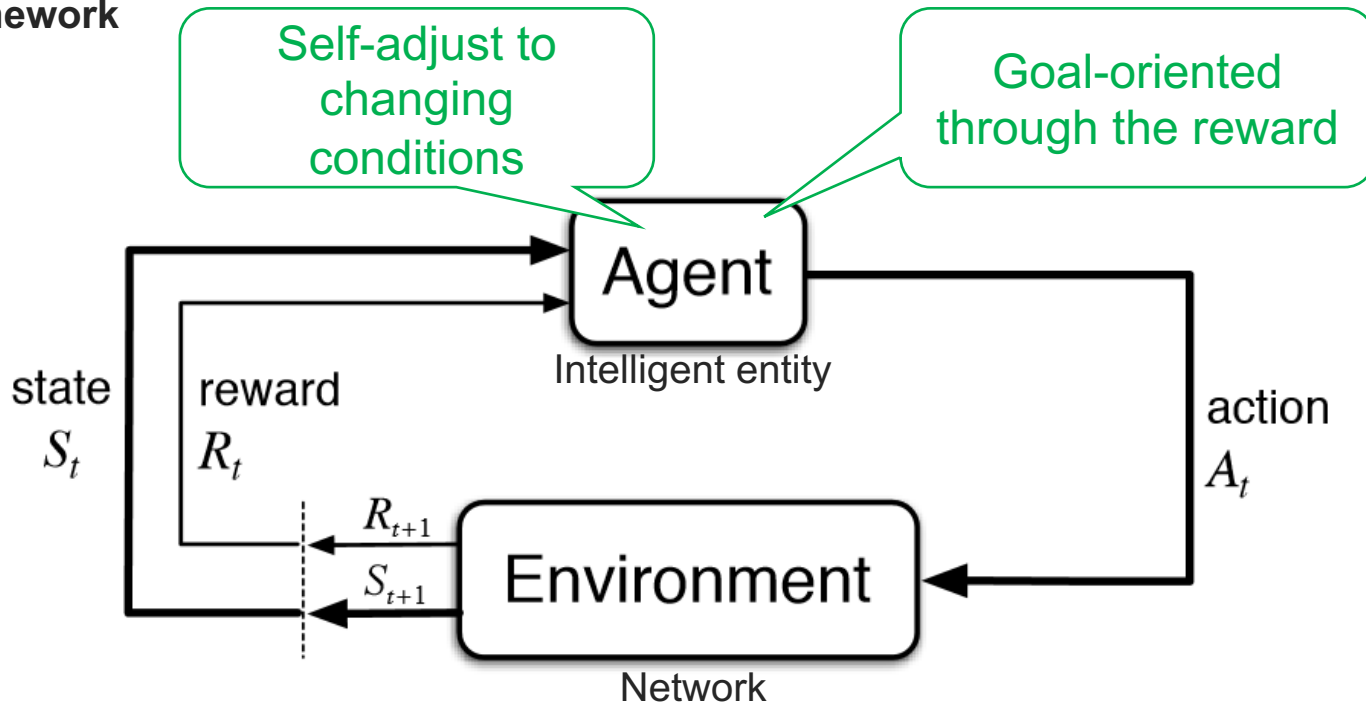 nework
Self-adjust to
changing
conditions
Goal-oriented
through the reward
Agent
Intelligent entity
state
S_t
reward
R_t
action
A_t
R_{t+1}
S_{t+1}
Environment
Network